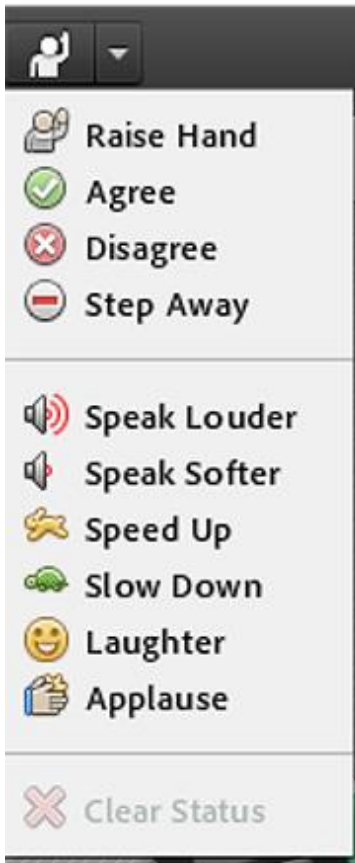 Raise Hand
Agree
Disagree
Step Away
Speak Louder
Speak Softer
Speed Up
Slow Down
Laughter
Applause
Clear Status